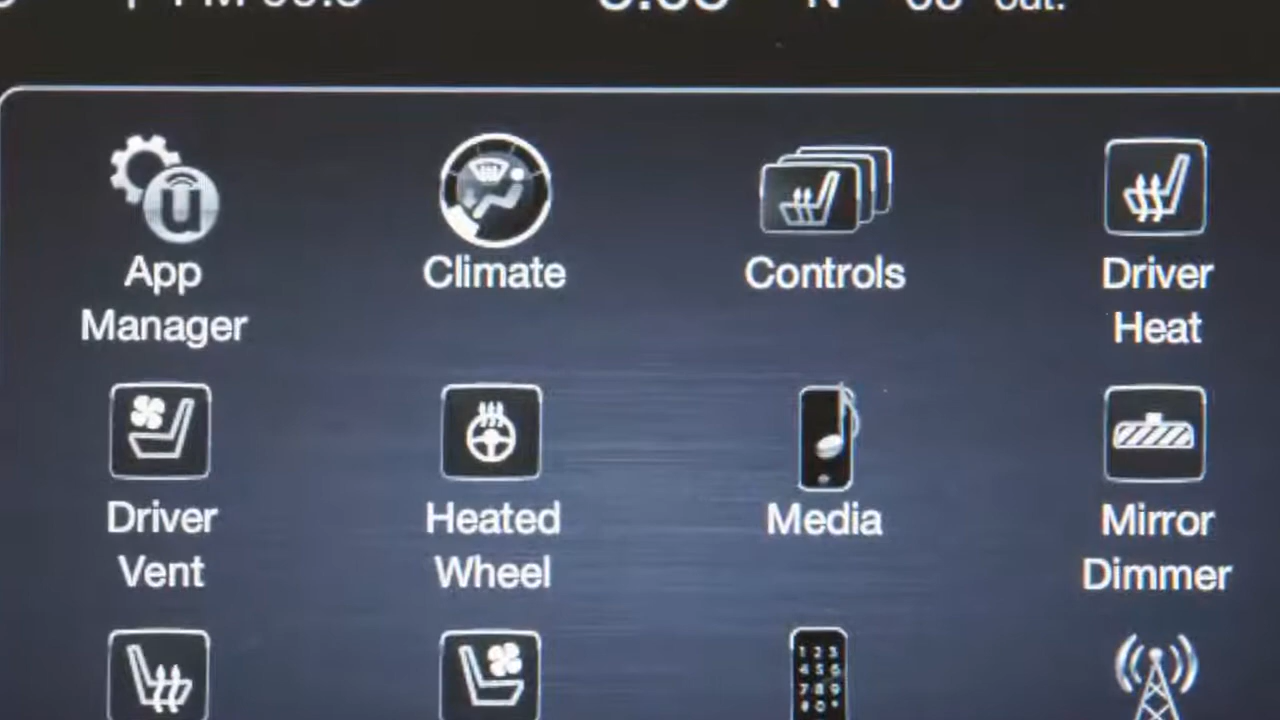 App
Manager
Climate
Controls
Driver
Heat
Driver
Vent
Heated
Wheel
Media
Mirror
Dimmer